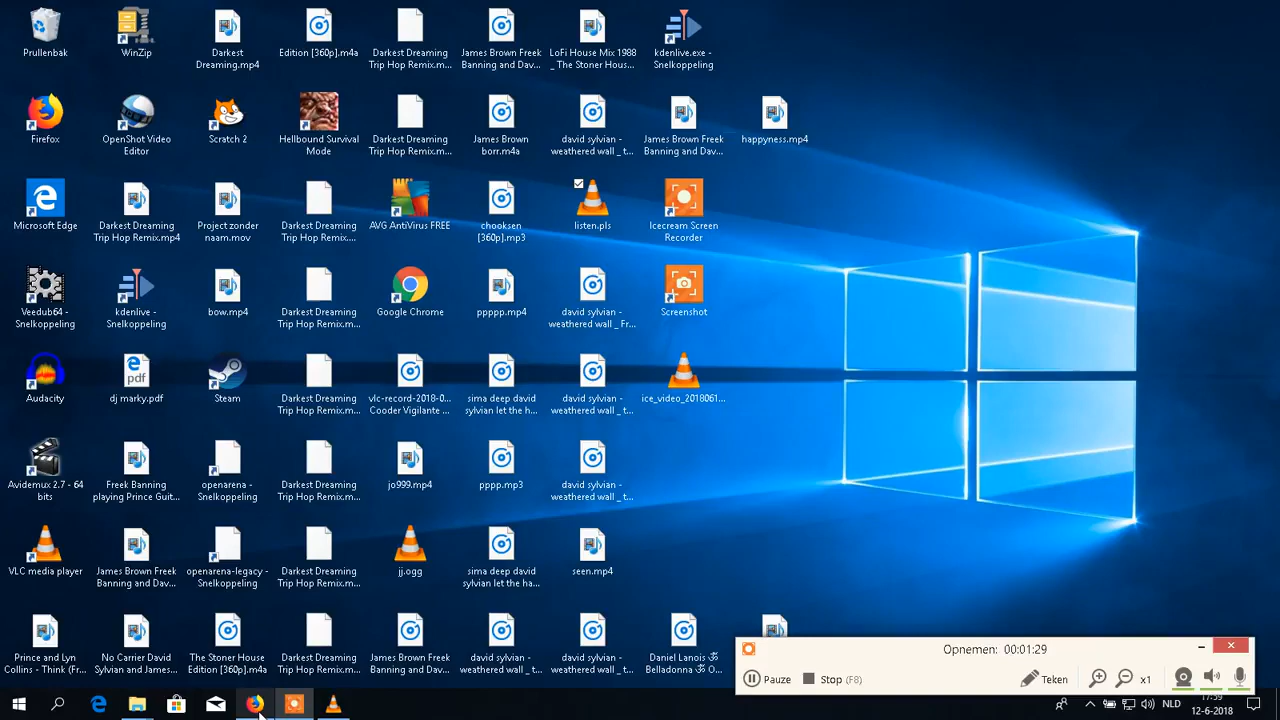 Prullenbak
WinZip
Darkest
Dreaming.mp4
Edition [360p].m4a
Darkest Dreaming
Trip Hop Remix.m...
James Brown Freek
Banning and Dav...
LoFi House Mix 1988
_ The Stoner Hous...
kdenlive.exe -
Snelkoppeling
Firefox
OpenShot Video
Editor
Scratch 2
Hellbound Survival
Mode
Darkest Dreaming
Trip Hop Remix.m...
James Brown
borr.m4a
david sylvian -
weathered wall _ t...
James Brown Freek
Banning and Dav...
happyness.mp4
Microsoft Edge
Darkest Dreaming
Trip Hop Remix.mp4
Project zonder
naam.mov
Darkest Dreaming
Trip Hop Remix....
AVG AntiVirus FREE
chooksen
[360p].mp3
listen.pls
Icecream Screen
Recorder
Veedub64 -
Snelkoppeling
kdenlive -
Snelkoppeling
bow.mp4
Darkest Dreaming
Trip Hop Remix.m...
Google Chrome
ppppp.mp4
david sylvian -
weathered wall _ Fr...
Screenshot
Audacity
pdf
dj marky.pdf
Steam
Darkest Dreaming
Trip Hop Remix.m...
vlc-record-2018-0...
Cooder Vigilante ...
sima deep david
sylvian let the h...
david sylvian -
weathered wall _ t...
ice_video_2018061...
Avidemux 2.7 - 64
bits
Freek Banning
playing Prince Guit...
openarena -
Snelkoppeling
Darkest Dreaming
Trip Hop Remix.m...
jo999.mp4
pppp.mp3
david sylvian -
weathered wall _ t...
VLC media player
James Brown Freek
Banning and Dav...
openarena-legacy -
Snelkoppeling
Darkest Dreaming
Trip Hop Remix.m...
jj.ogg
sima deep david
sylvian let the ha...
seen.mp4
Prince and Lyn
Collins - Think (Fr...
No Carrier David
Sylvian and James...
The Stoner House
Edition [360p].m4a
Darkest Dreaming
Trip Hop Remix.m...
James Brown Freek
Banning and Dav...
david sylvian -
weathered wall _ t...
david sylvian -
weathered wall _ t...
Daniel Lanois ॐ
Belladonna ॐ O...
Opnemen: 00:01:29
Pauze
Stop (F8)
Teken
x1
NLD
17:59
12-6-2018